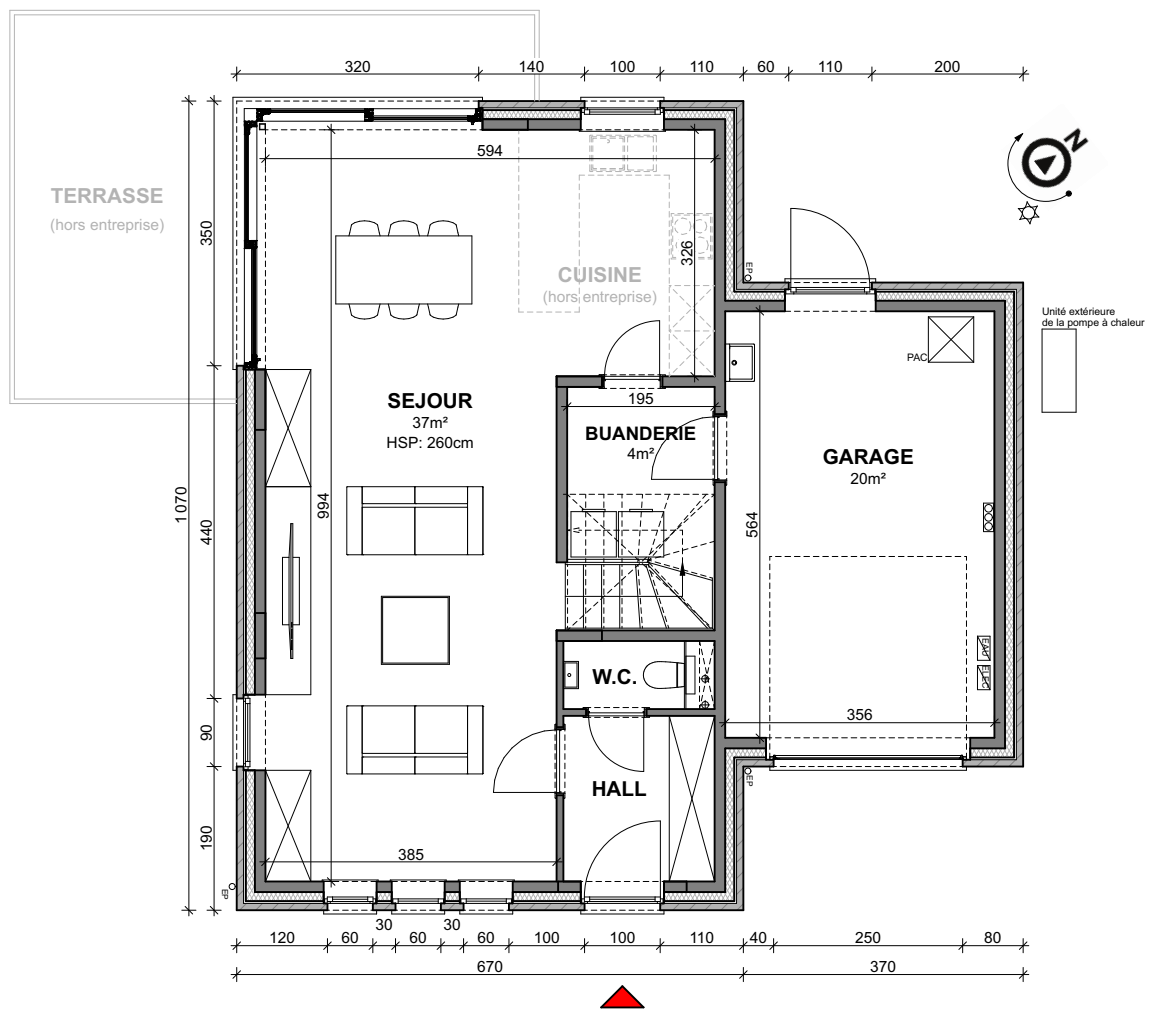 320 140 100 110 60 110 200
N
594
TERRASSE
(hors entreprise)
350
326
CUISINE
(hors entreprise)
EP
Unité extérieure
de la pompe à chaleur
PAC
195
SEJOUR
37m²
HSP: 260cm
BUANDERIE
4m²
GARAGE
20m²
1070
994
440
564
EAU
ELEC
W.C.
356
90
HALL
EP
190
385
EP
30 30
120 60 60 60 100 100 110 40 250 80
670 370